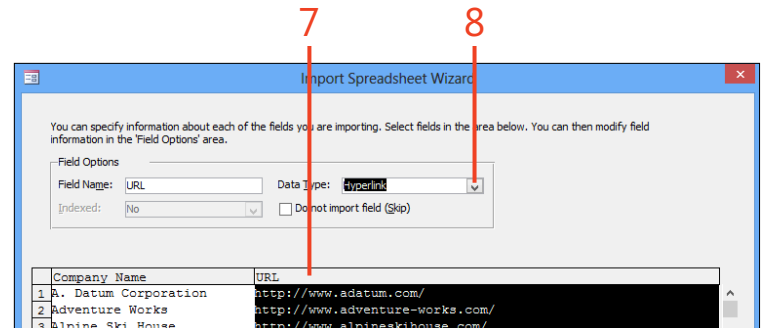 7 8
Import Spreadsheet Wizard
You can specify information about each of the fields you are importing. Select fields in the area below. You can then modify field
information in the 'Field Options' area.
Field Options
Field Name: URL Data Type: Hyperlink
Indexed: No Do not import field (Skip)
Company Name URL
1 A. Datum Corporation http://www.adatum.com/
2 Adventure Works http://www.adventure-works.com/
3 Alpine Ski House http://www.alpineskihouse.com/